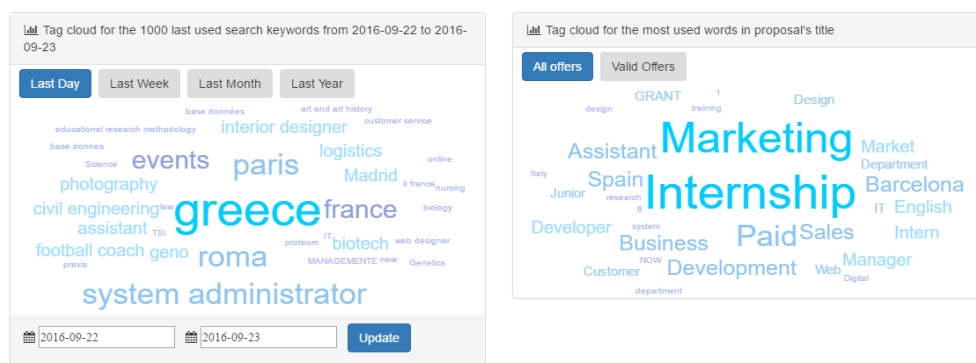 Tag cloud for the 1000 last used search keywords from 2016-09-22 to 2016-
09-23
Last Day Last Week Last Month Last Year
base données art and art history
educational research methodology interior designer customer service
base donnes
Science events paris logistics online
photography Madrid it france nursing
civil engineering law greece france biology
assistant TSI
football coach geno roma proteom IT biotech web designer
praxis MANAGEMENTE new Genetics
system administrator
2016-09-22 2016-09-23 Update
Tag cloud for the most used words in proposal's title
All offers Valid Offers
GRANT 1 Design
design training
Assistant Marketing Market
Department
Italy Spain Internship Barcelona
Junior research
6 IT English
Developer system Paid Sales Intern
Business
NOW Development Manager
Customer Web Digital
department